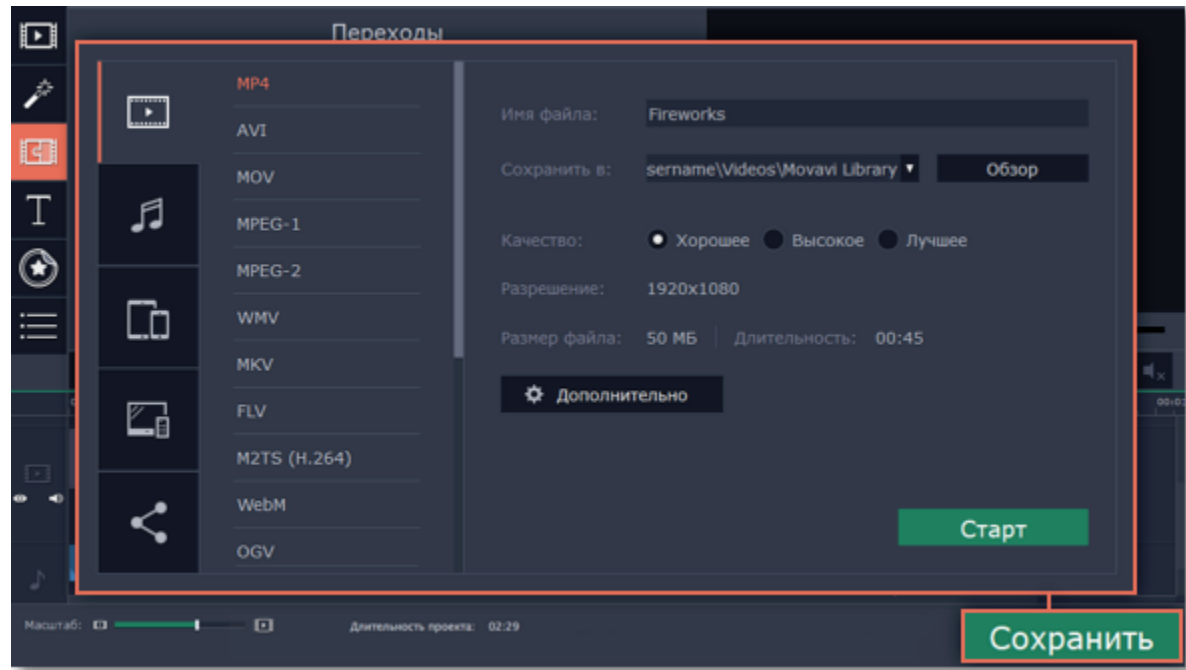 Переходы
MP4
AVI
MOV
MPEG-1
MPEG-2
WMV
MKV
FLV
M2TS (H.264)
WebM
OGV
Имя файла: Fireworks
Сохранить в: sername\Videos\Movavi Library Обзор
Качество: Хорошее Высокое Лучшее
Разрешение: 1920x1080
Размер файла: 50 МБ Длительность: 00:45
Дополнительно
Старт
Масштаб: Длительность проекта: 02:29
Сохранить